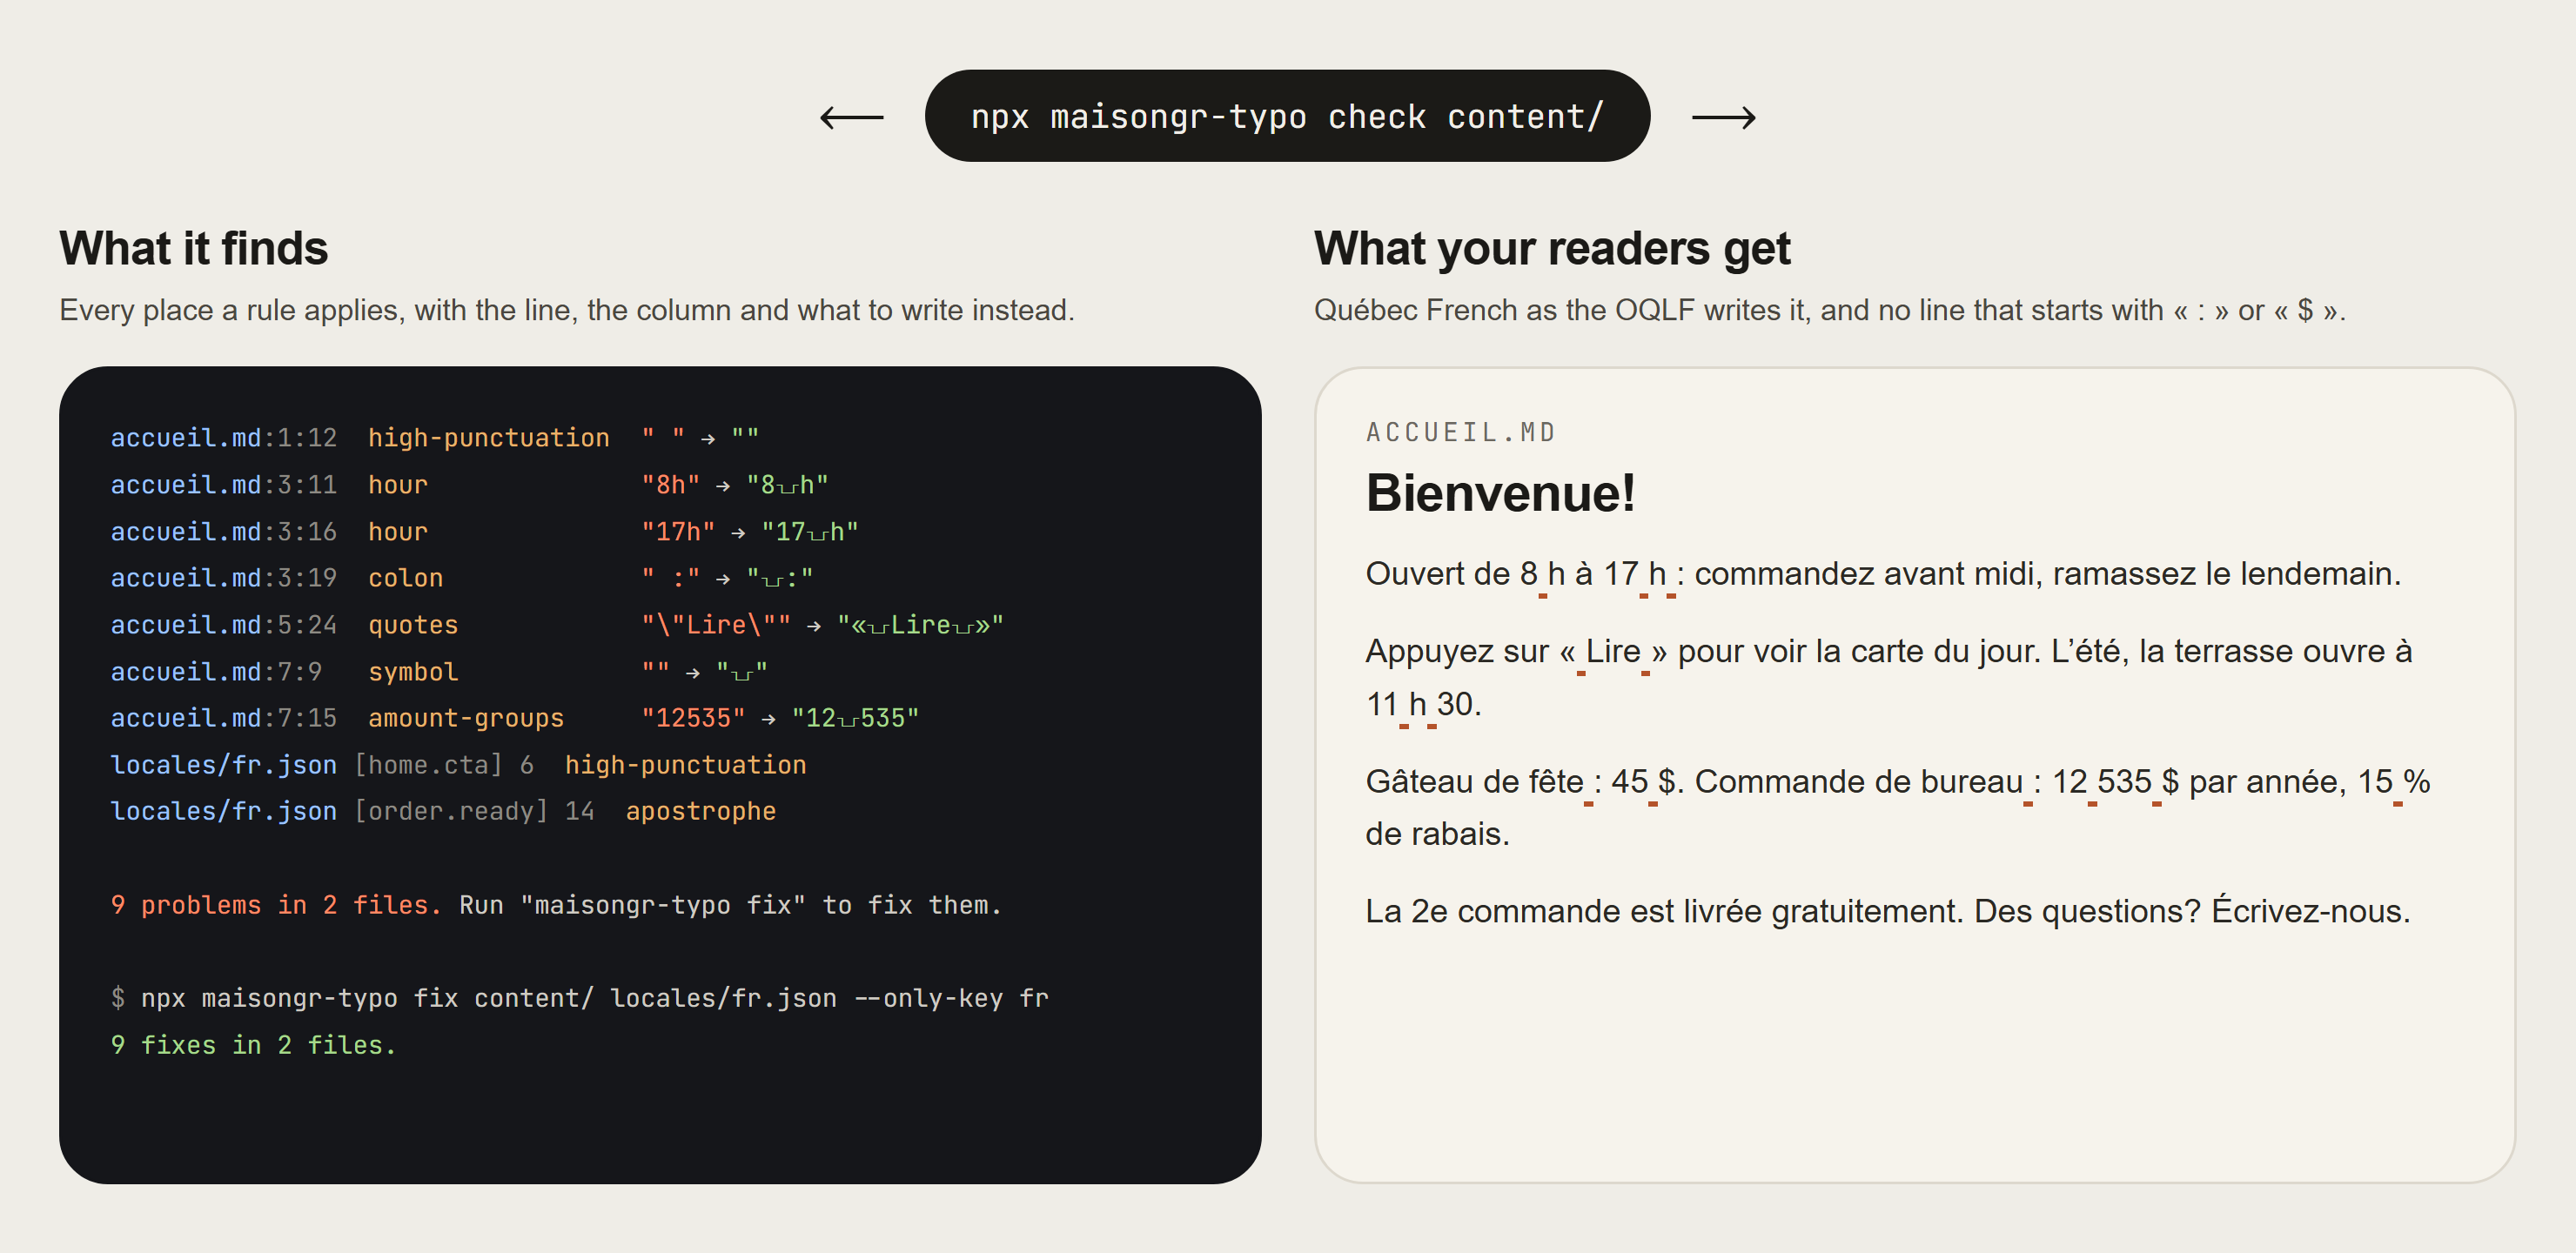 ← npx maisongr-typo check content/ →
What it finds
Every place a rule applies, with the line, the column and what to write instead.
accueil.md:1:12 high-punctuation " " → ""
accueil.md:3:11 hour "8h" → "8⍽h"
accueil.md:3:16 hour "17h" → "17⍽h"
accueil.md:3:19 colon " :" → "⍽:"
accueil.md:5:24 quotes "\"Lire\"" → "«⍽Lire⍽»"
accueil.md:7:9 symbol "" → "⍽"
accueil.md:7:15 amount-groups "12535" → "12⍽535"
locales/fr.json [home.cta] 6 high-punctuation
locales/fr.json [order.ready] 14 apostrophe
9 problems in 2 files. Run "maisongr-typo fix" to fix them.
$ npx maisongr-typo fix content/ locales/fr.json --only-key fr
9 fixes in 2 files.
What your readers get
Québec French as the OQLF writes it, and no line that starts with « : » or « $ ».
ACCUEIL.MD
Bienvenue!
Ouvert de 8 h à 17 h : commandez avant midi, ramassez le lendemain.
Appuyez sur « Lire » pour voir la carte du jour. L’été, la terrasse ouvre à
11 h 30.
Gâteau de fête : 45 $. Commande de bureau : 12 535 $ par année, 15 %
de rabais.
La 2e commande est livrée gratuitement. Des questions? Écrivez-nous.